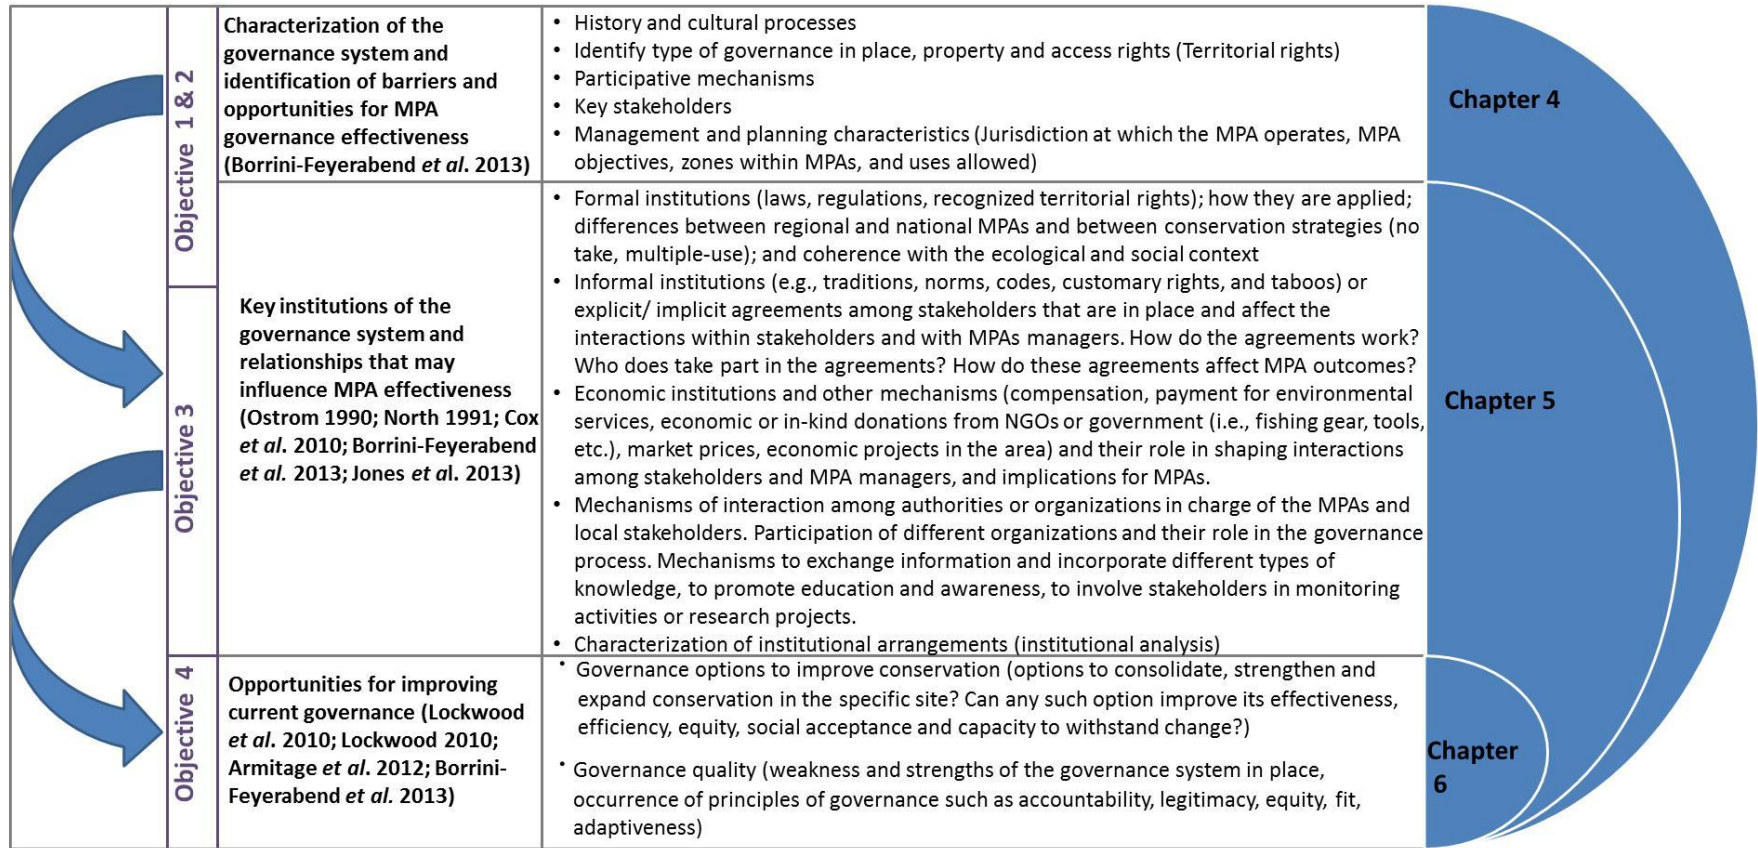 Objective 1 & 2
Characterization of the
governance system and
identification of barriers and
opportunities for MPA
governance effectiveness
(Borrini-Feyerabend et al. 2013)
• History and cultural processes
• Identify type of governance in place, property and access rights (Territorial rights)
• Participative mechanisms
• Key stakeholders
• Management and planning characteristics (Jurisdiction at which the MPA operates, MPA
objectives, zones within MPAs, and uses allowed)
Chapter 4
Objective 3
Key institutions of the
governance system and
relationships that may
influence MPA effectiveness
(Ostrom 1990; North 1991; Cox
et al. 2010; Borrini-Feyerabend
et al. 2013; Jones et al. 2013)
• Formal institutions (laws, regulations, recognized territorial rights); how they are applied;
differences between regional and national MPAs and between conservation strategies (no
take, multiple-use); and coherence with the ecological and social context
• Informal institutions (e.g., traditions, norms, codes, customary rights, and taboos) or
explicit/ implicit agreements among stakeholders that are in place and affect the
interactions within stakeholders and with MPAs managers. How do the agreements work?
Who does take part in the agreements? How do these agreements affect MPA outcomes?
• Economic institutions and other mechanisms (compensation, payment for environmental
services, economic or in-kind donations from NGOs or government (i.e., fishing gear, tools,
etc.), market prices, economic projects in the area) and their role in shaping interactions
among stakeholders and MPA managers, and implications for MPAs.
• Mechanisms of interaction among authorities or organizations in charge of the MPAs and
local stakeholders. Participation of different organizations and their role in the governance
process. Mechanisms to exchange information and incorporate different types of
knowledge, to promote education and awareness, to involve stakeholders in monitoring
activities or research projects.
• Characterization of institutional arrangements (institutional analysis)
Chapter 5
Objective 4
Opportunities for improving
current governance (Lockwood
et al. 2010; Lockwood 2010;
Armitage et al. 2012; Borrini-
Feyerabend et al. 2013)
• Governance options to improve conservation (options to consolidate, strengthen and
expand conservation in the specific site? Can any such option improve its effectiveness,
efficiency, equity, social acceptance and capacity to withstand change?)
• Governance quality (weakness and strengths of the governance system in place,
occurrence of principles of governance such as accountability, legitimacy, equity, fit,
adaptiveness)
Chapter
6